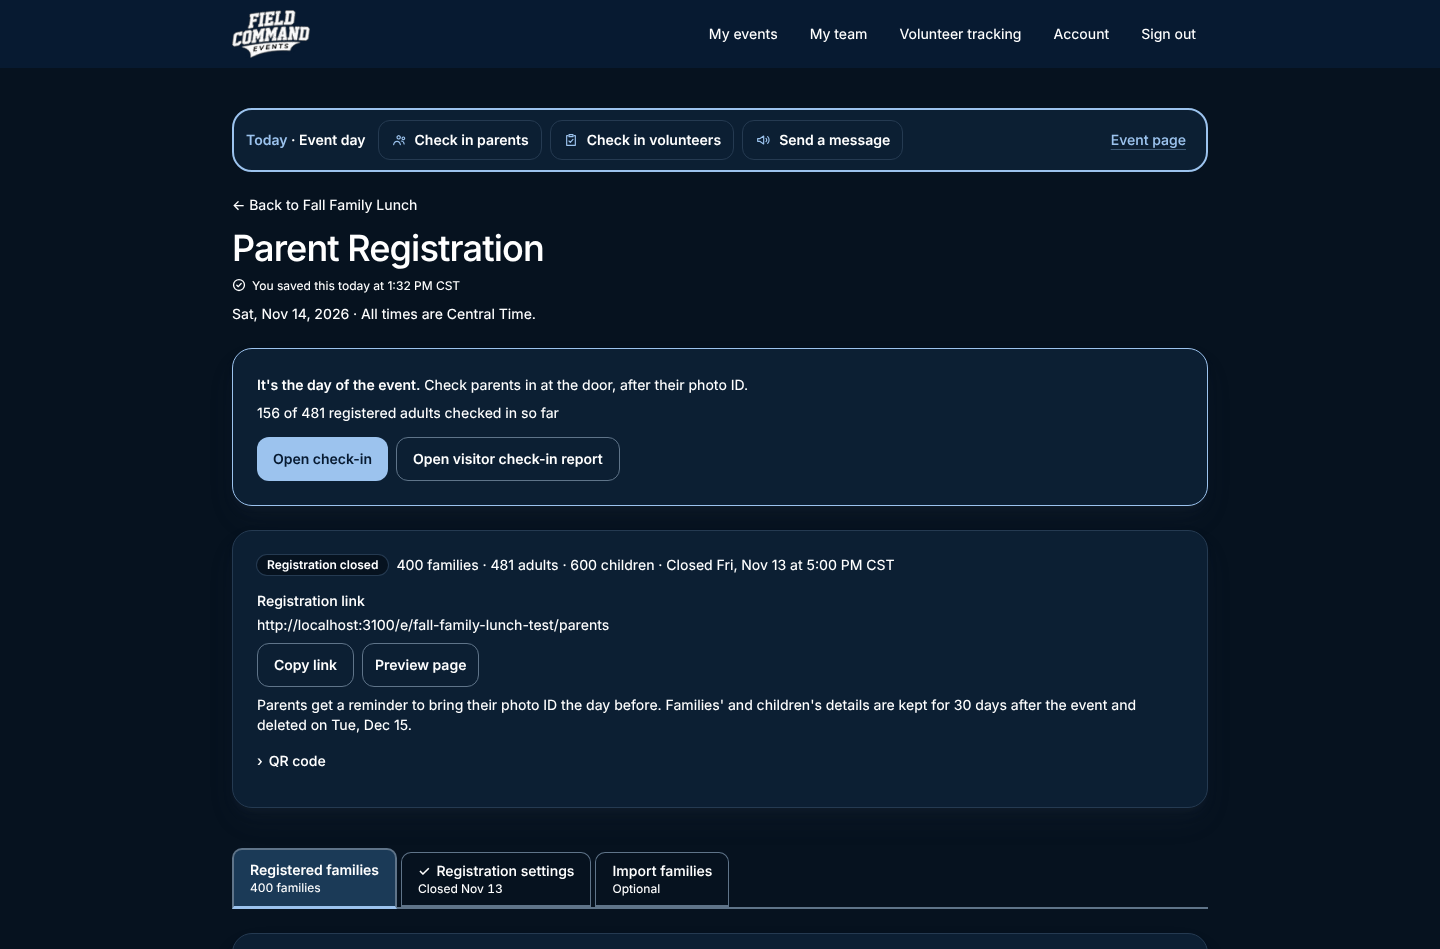 FIELD
COMMAND
EVENTS
My events
My team
Volunteer tracking
Account
Sign out
Today · Event day
Check in parents
Check in volunteers
Send a message
Event page
← Back to Fall Family Lunch
Parent Registration
You saved this today at 1:32 PM CST
Sat, Nov 14, 2026 · All times are Central Time.
It's the day of the event. Check parents in at the door, after their photo ID.
156 of 481 registered adults checked in so far
Open check-in
Open visitor check-in report
Registration closed
400 families · 481 adults · 600 children · Closed Fri, Nov 13 at 5:00 PM CST
Registration link
http://localhost:3100/e/fall-family-lunch-test/parents
Copy link
Preview page
Parents get a reminder to bring their photo ID the day before. Families' and children's details are kept for 30 days after the event and
deleted on Tue, Dec 15.
› QR code
Registered families
400 families
✓ Registration settings
Closed Nov 13
Import families
Optional